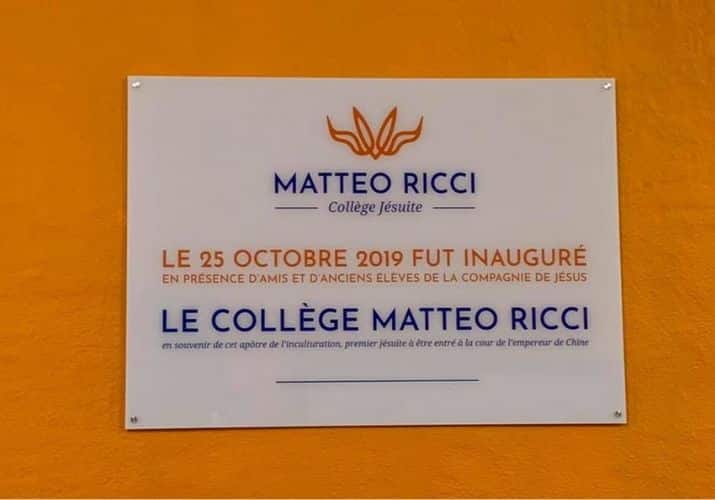 MATTEO RICCI
Collège Jésuite
LE 25 OCTOBRE 2019 FUT INAUGURÉ
EN PRÉSENCE D'AMIS ET D'ANCIENS ÉLÈVES DE LA COMPAGNIE DE JÉSUS
LE COLLÈGE MATTEO RICCI
en souvenir de cet apôtre de l'inculturation, premier jésuite à être entré à la cour de l'empereur de Chine